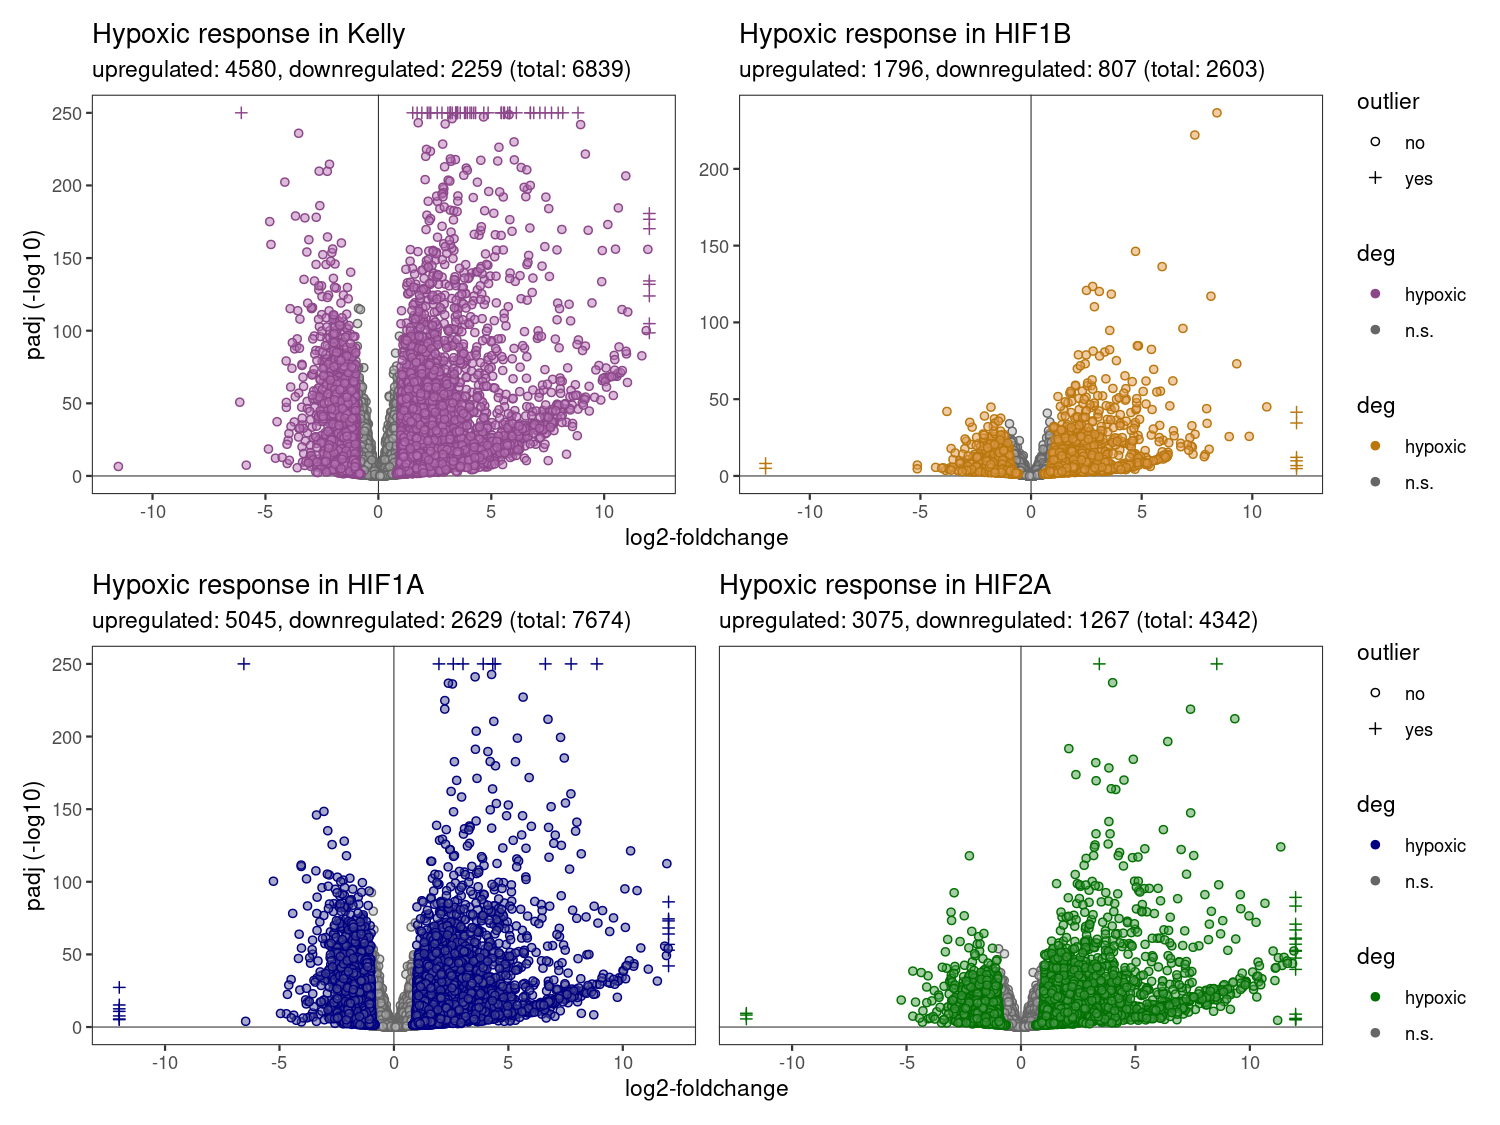 Hypoxic response in Kelly
upregulated: 4580, downregulated: 2259 (total: 6839)
Hypoxic response in HIF1B
upregulated: 1796, downregulated: 807 (total: 2603)
padj (-log10)
250
200
150
100
50
0
-10
-5
0
5
10
200
150
100
50
0
-10
-5
0
5
10
log2-foldchange
outlier
no
yes
deg
hypoxic
n.s.
deg
hypoxic
n.s.
Hypoxic response in HIF1A
upregulated: 5045, downregulated: 2629 (total: 7674)
Hypoxic response in HIF2A
upregulated: 3075, downregulated: 1267 (total: 4342)
padj (-log10)
250
200
150
100
50
0
-10
-5
0
5
10
-10
-5
0
5
10
log2-foldchange
outlier
no
yes
deg
hypoxic
n.s.
deg
hypoxic
n.s.